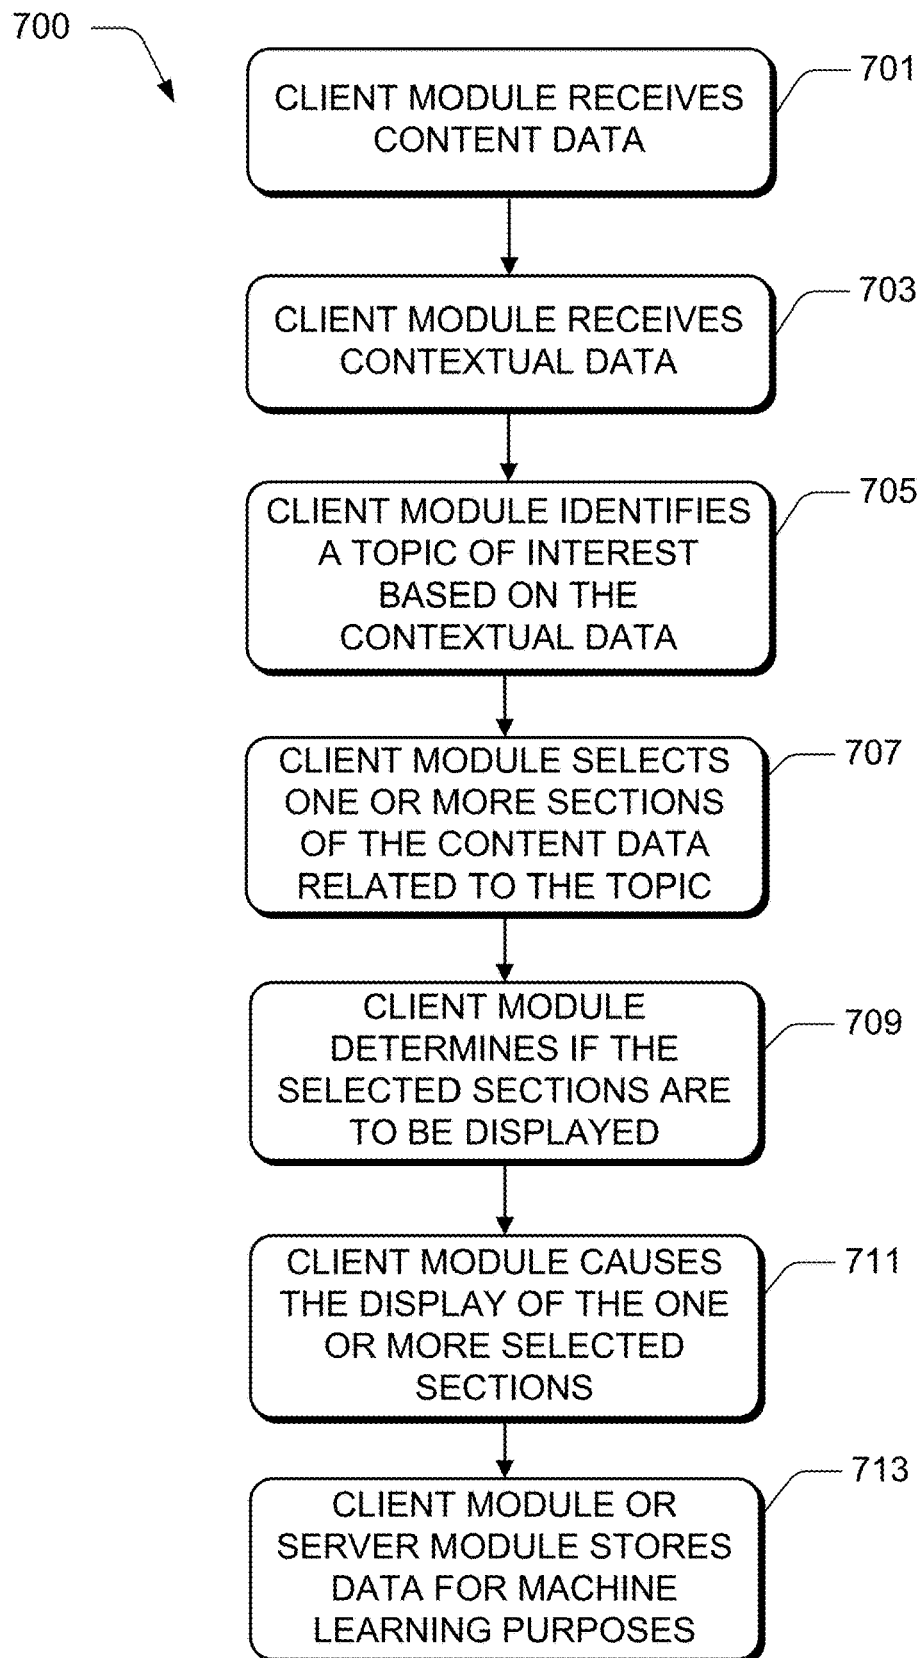 700
701
CLIENT MODULE RECEIVES
CONTENT DATA
703
CLIENT MODULE RECEIVES
CONTEXTUAL DATA
705
CLIENT MODULE IDENTIFIES
A TOPIC OF INTEREST
BASED ON THE
CONTEXTUAL DATA
707
CLIENT MODULE SELECTS
ONE OR MORE SECTIONS
OF THE CONTENT DATA
RELATED TO THE TOPIC
709
CLIENT MODULE
DETERMINES IF THE
SELECTED SECTIONS ARE
TO BE DISPLAYED
711
CLIENT MODULE CAUSES
THE DISPLAY OF THE ONE
OR MORE SELECTED
SECTIONS
713
CLIENT MODULE OR
SERVER MODULE STORES
DATA FOR MACHINE
LEARNING PURPOSES